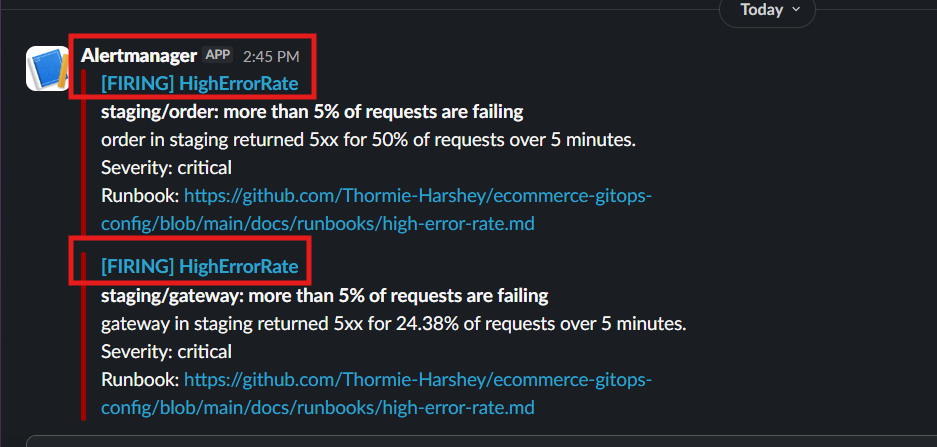 Today
Alertmanager APP 2:45 PM
[FIRING] HighErrorRate
staging/order: more than 5% of requests are failing
order in staging returned 5xx for 50% of requests over 5 minutes.
Severity: critical
Runbook: https://github.com/Thormie-Harshey/ecommerce-gitops-
config/blob/main/docs/runbooks/high-error-rate.md
[FIRING] HighErrorRate
staging/gateway: more than 5% of requests are failing
gateway in staging returned 5xx for 24.38% of requests over 5 minutes.
Severity: critical
Runbook: https://github.com/Thormie-Harshey/ecommerce-gitops-
config/blob/main/docs/runbooks/high-error-rate.md